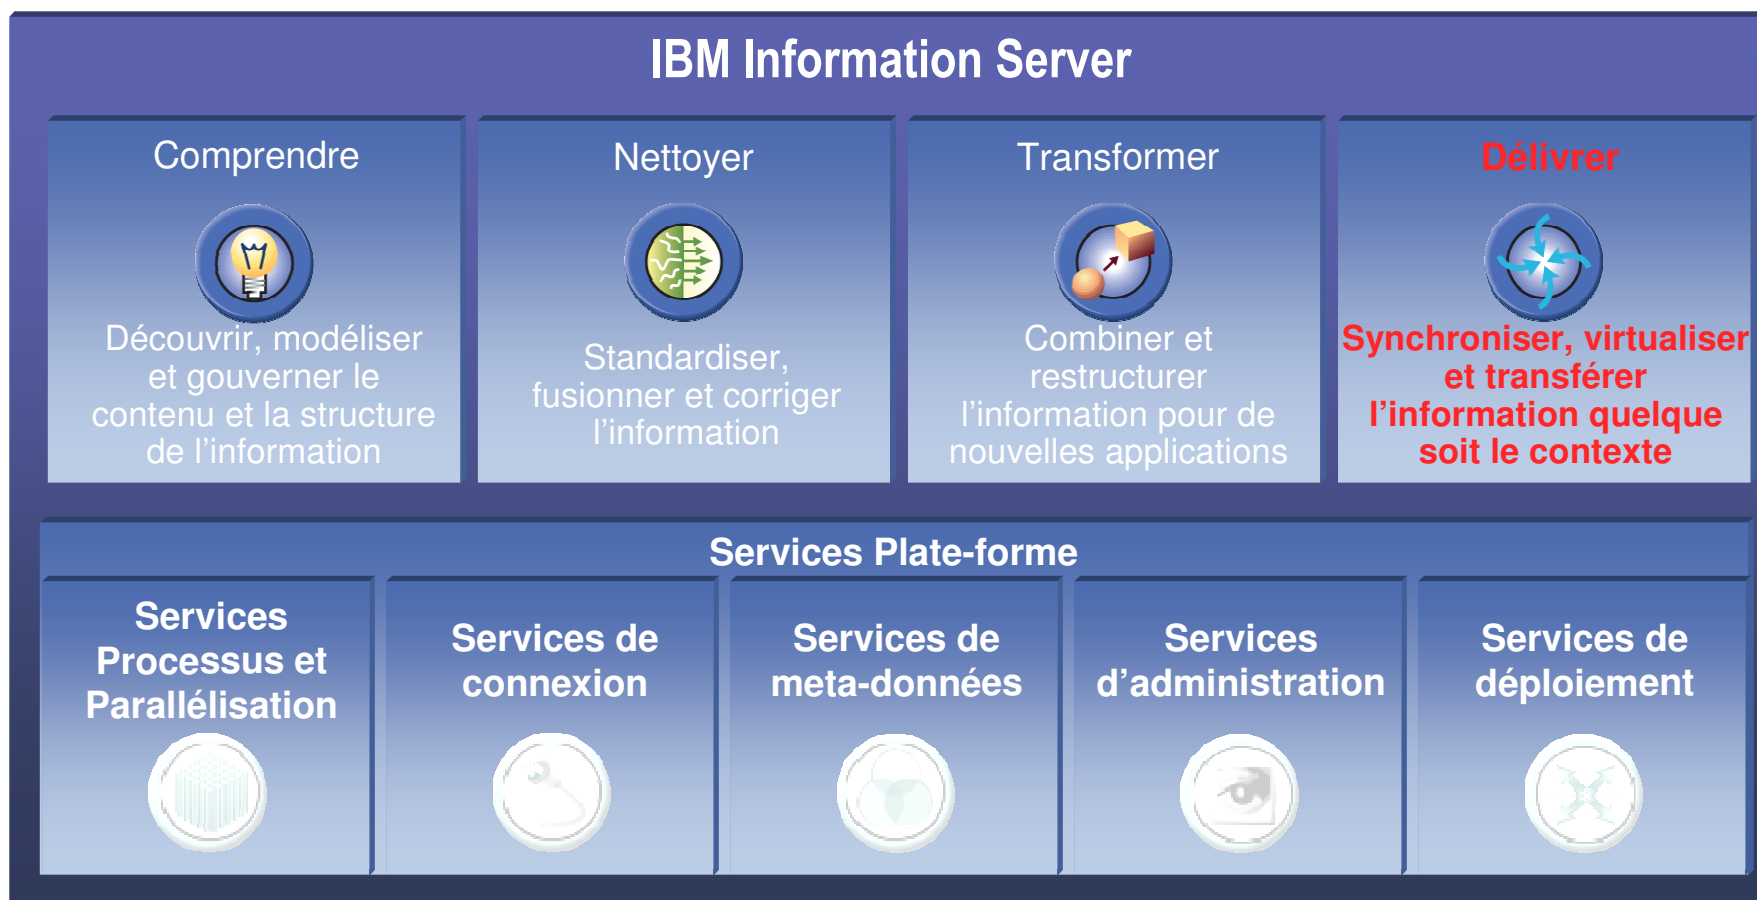 IBM Information Server
Comprendre
Découvrir, modéliser
et gouverner le
contenu et la structure
de l'information
Nettoyer
Standardiser,
fusionner et corriger
l'information
Transformer
Combiner et
restructurer
l'information pour de
nouvelles applications
Délivrer
Synchroniser, virtualiser
et transférer
l'information quelque
soit le contexte
Services Plate-forme
Services
Processus et
Parallélisation
Services de
connexion
Services de
meta-données
Services
d'administration
Services de
déploiement